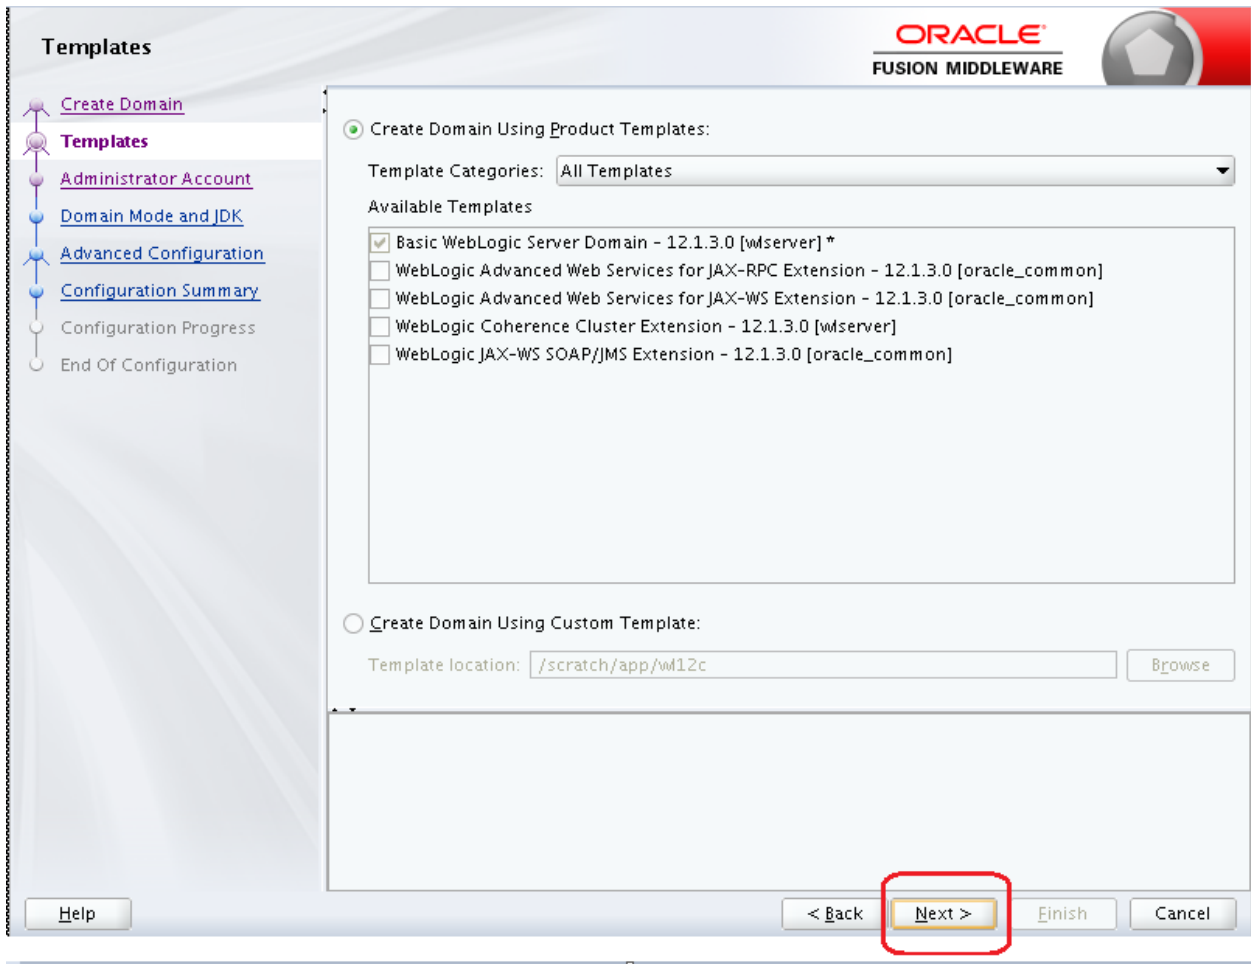 Templates
ORACLE
FUSION MIDDLEWARE
Create Domain
Templates
Administrator Account
Domain Mode and JDK
Advanced Configuration
Configuration Summary
Configuration Progress
End Of Configuration
Create Domain Using Product Templates:
Template Categories: All Templates
Available Templates
Basic WebLogic Server Domain - 12.1.3.0 [wlserver] *
WebLogic Advanced Web Services for JAX-RPC Extension - 12.1.3.0 [oracle_common]
WebLogic Advanced Web Services for JAX-WS Extension - 12.1.3.0 [oracle_common]
WebLogic Coherence Cluster Extension - 12.1.3.0 [wlserver]
WebLogic JAX-WS SOAP/JMS Extension - 12.1.3.0 [oracle_common]
Create Domain Using Custom Template:
Template location: /scratch/app/wl12c Browse
Help < Back Next > Finish Cancel